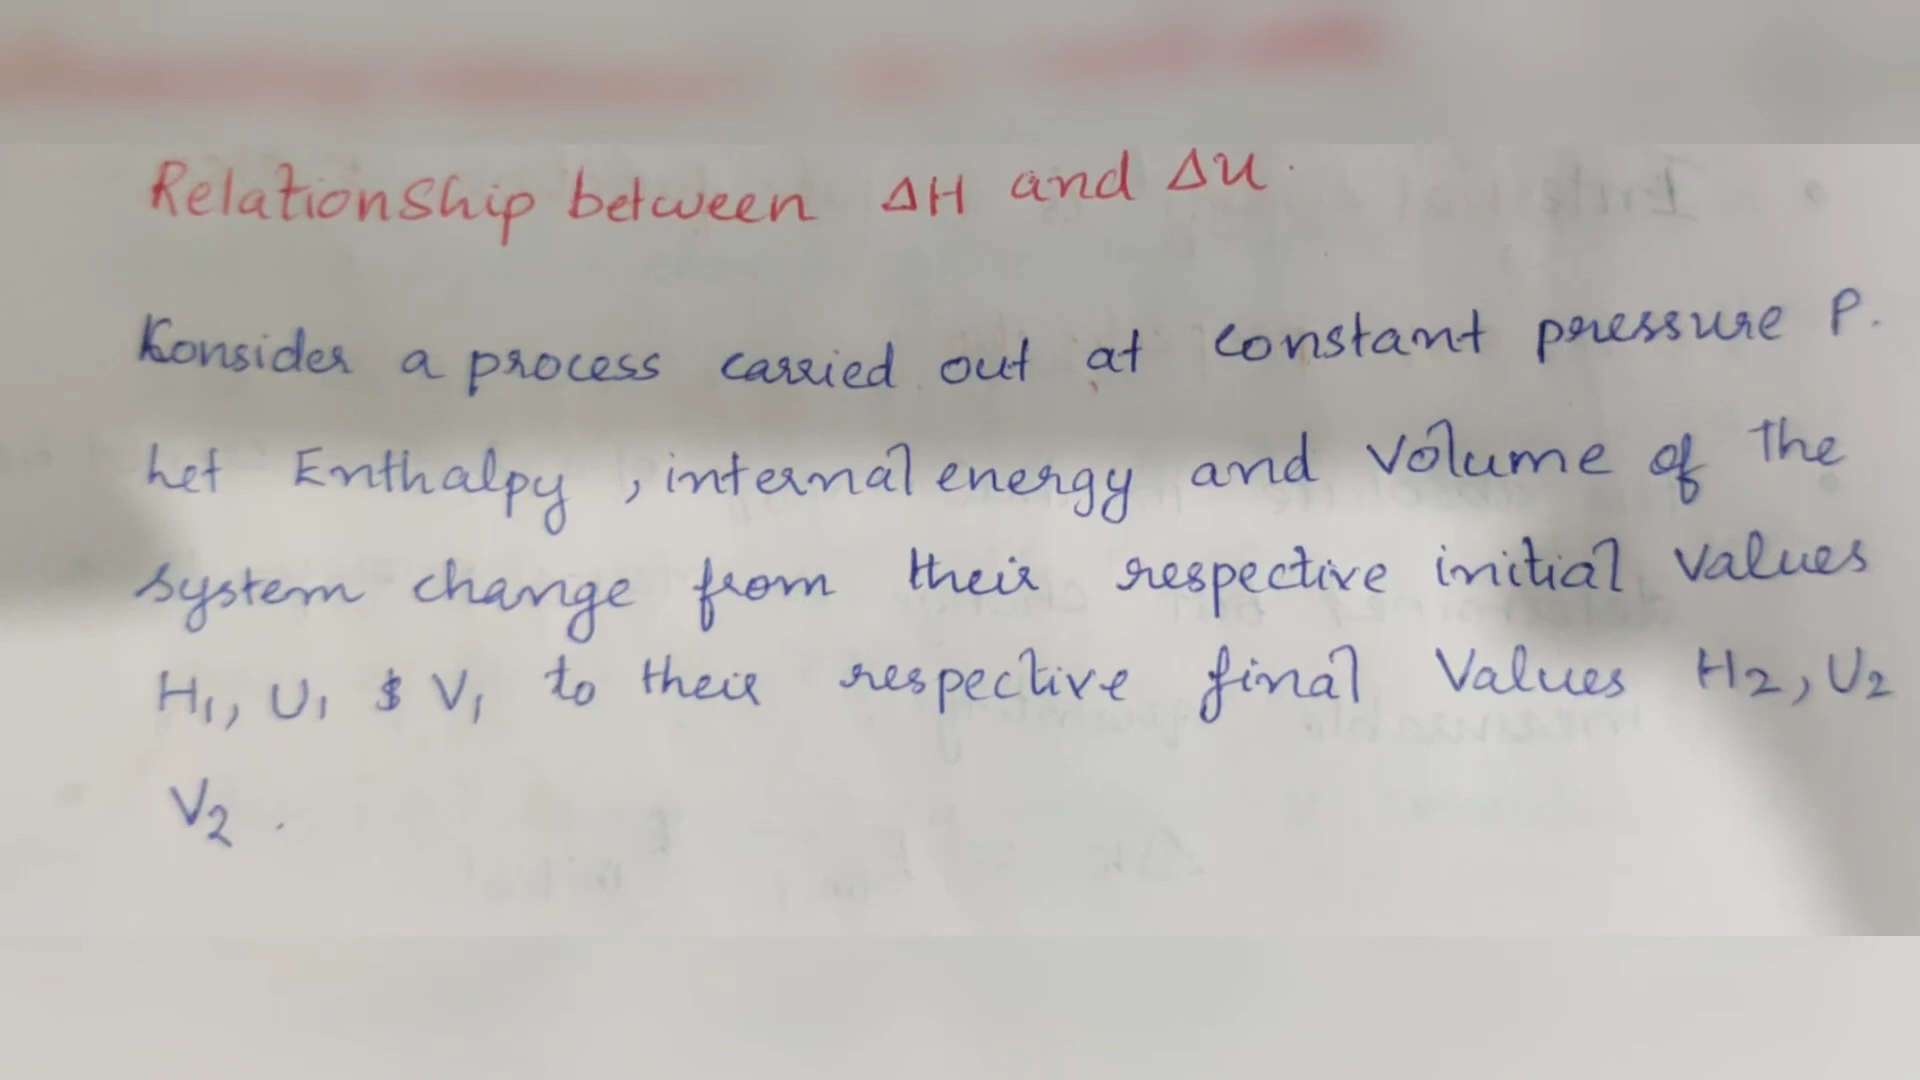 Relationship between ΔH and ΔU.
Konsider a process carried out at constant pressure P.
Let Enthalpy, internal energy and Volume of the
system change from their respective initial values
H1, U1 & V1 to their respective final Values H2, U2
V2.